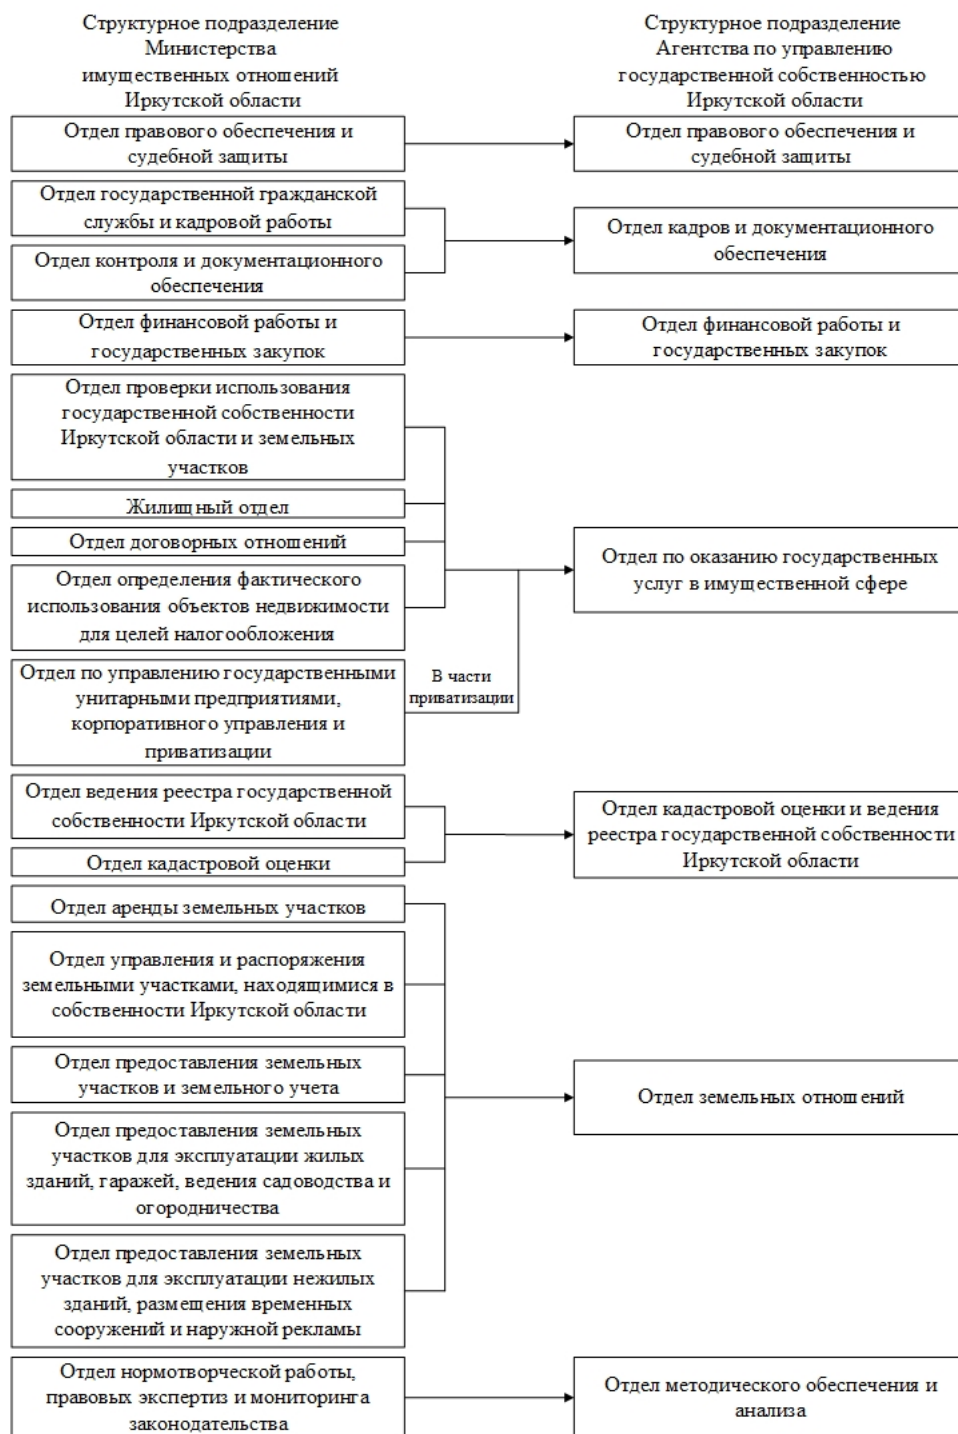 Структурное подразделение
Министерства
имущественных отношений
Иркутской области
Структурное подразделение
Агентства по управлению
государственной собственностью
Иркутской области
Отдел правового обеспечения и
судебной защиты
Отдел правового обеспечения и
судебной защиты
Отдел государственной гражданской
службы и кадровой работы
Отдел контроля и документационного
обеспечения
Отдел кадров и документационного
обеспечения
Отдел финансовой работы и
государственных закупок
Отдел финансовой работы и
государственных закупок
Отдел проверки использования
государственной собственности
Иркутской области и земельных
участков
Жилищный отдел
Отдел договорных отношений
Отдел определения фактического
использования объектов недвижимости
для целей налогообложения
Отдел по управлению государственными
унитарными предприятиями,
корпоративного управления и
приватизации
В части
приватизации
Отдел по оказанию государственных
услуг в имущественной сфере
Отдел ведения реестра государственной
собственности Иркутской области
Отдел кадастровой оценки
Отдел кадастровой оценки и ведения
реестра государственной собственности
Иркутской области
Отдел аренды земельных участков
Отдел управления и распоряжения
земельными участками, находящимися в
собственности Иркутской области
Отдел предоставления земельных
участков и земельного учета
Отдел предоставления земельных
участков для эксплуатации жилых
зданий, гаражей, ведения садоводства и
огородничества
Отдел предоставления земельных
участков для эксплуатации нежилых
зданий, размещения временных
сооружений и наружной рекламы
Отдел земельных отношений
Отдел нормотворческой работы,
правовых экспертиз и мониторинга
законодательства
Отдел методического обеспечения и
анализа